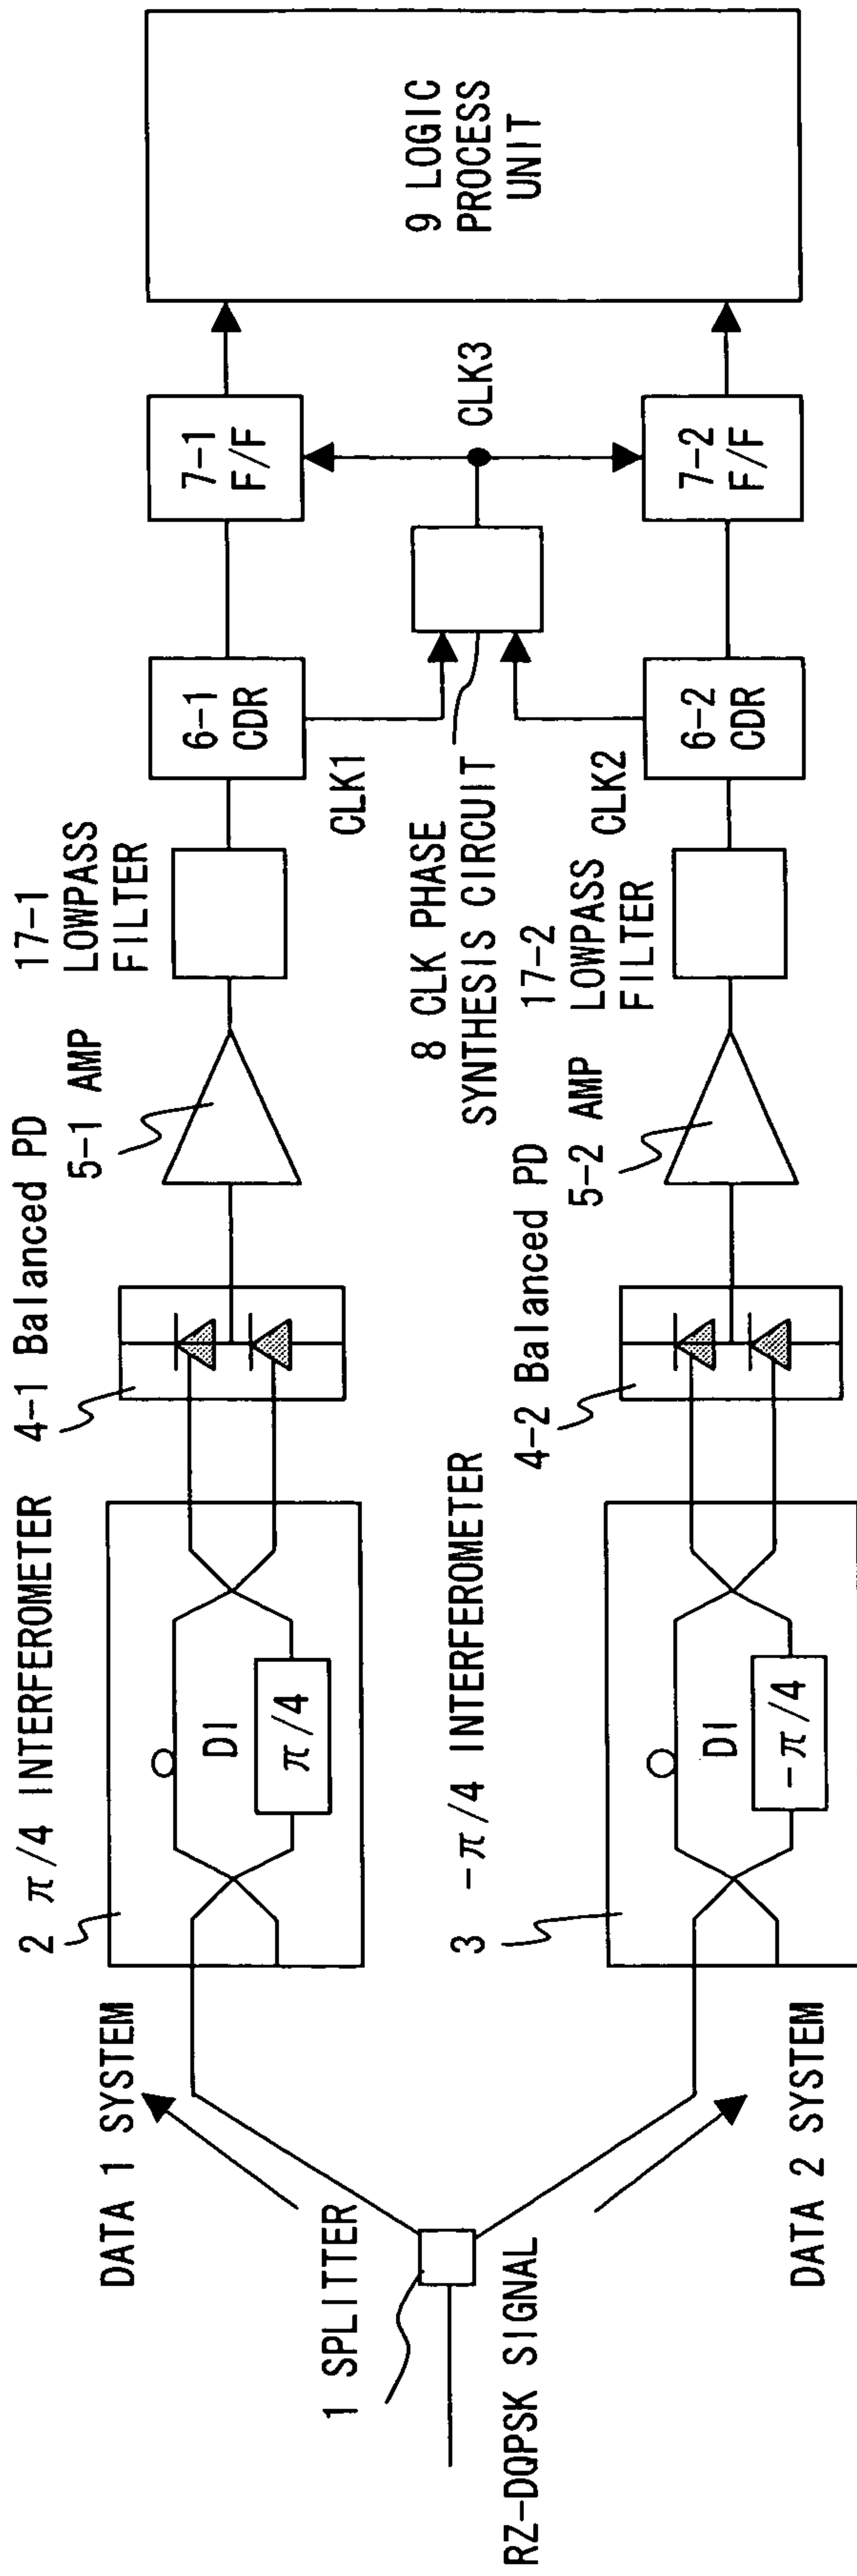 RZ-DQPSK SIGNAL
1 SPLITTER
DATA 1 SYSTEM
DATA 2 SYSTEM
2 π/4 INTERFEROMETER
DI
π/4
4-1 Balanced PD
5-1 AMP
17-1
LOWPASS
FILTER
6-1
CDR
CLK1
7-1
F/F
8 CLK PHASE
SYNTHESIS CIRCUIT
CLK3
3 -π/4 INTERFEROMETER
DI
-π/4
4-2 Balanced PD
5-2 AMP
17-2
LOWPASS
FILTER
CLK2
6-2
CDR
7-2
F/F
9 LOGIC
PROCESS
UNIT